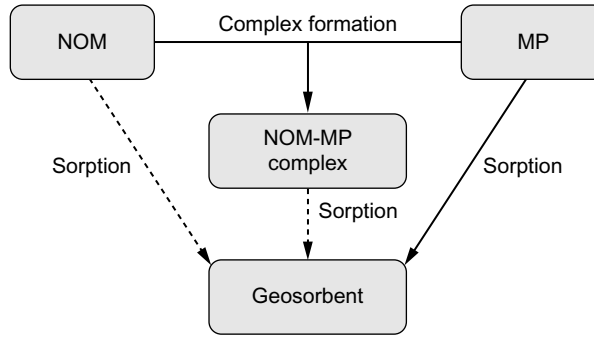 Complex formation
NOM
MP
NOM-MP
complex
Sorption
Sorption
Sorption
Geosorbent